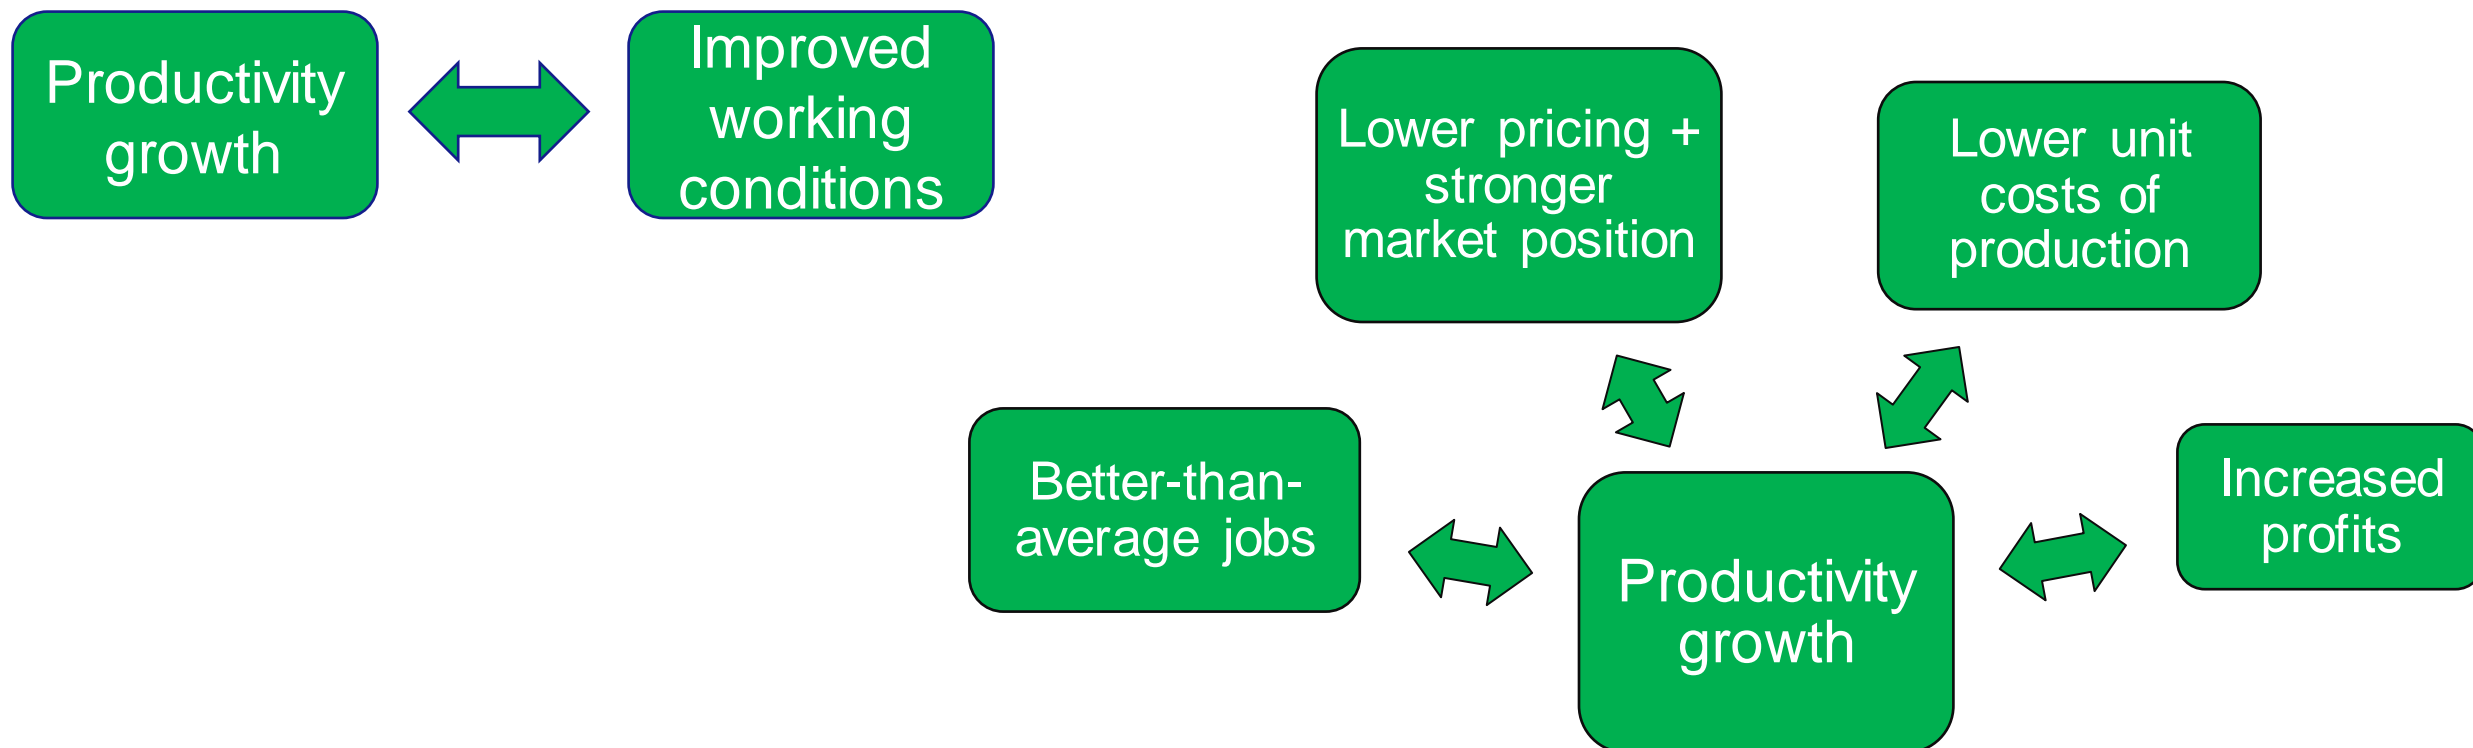 Productivity
growth
Improved
working
conditions
Lower pricing +
stronger
market position
Lower unit
costs of
production
Better-than-
average jobs
Productivity
growth
Increased
profits